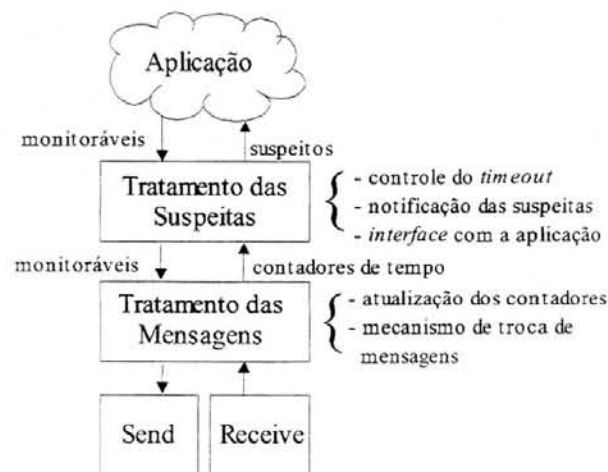 Aplicação
monitoráveis
suspeitos
Tratamento das
Suspeitas
- controle do timeout
- notificação das suspeitas
- interface com a aplicação
monitoráveis
contadores de tempo
Tratamento das
Mensagens
- atualização dos contadores
- mecanismo de troca de
mensagens
Send
Receive